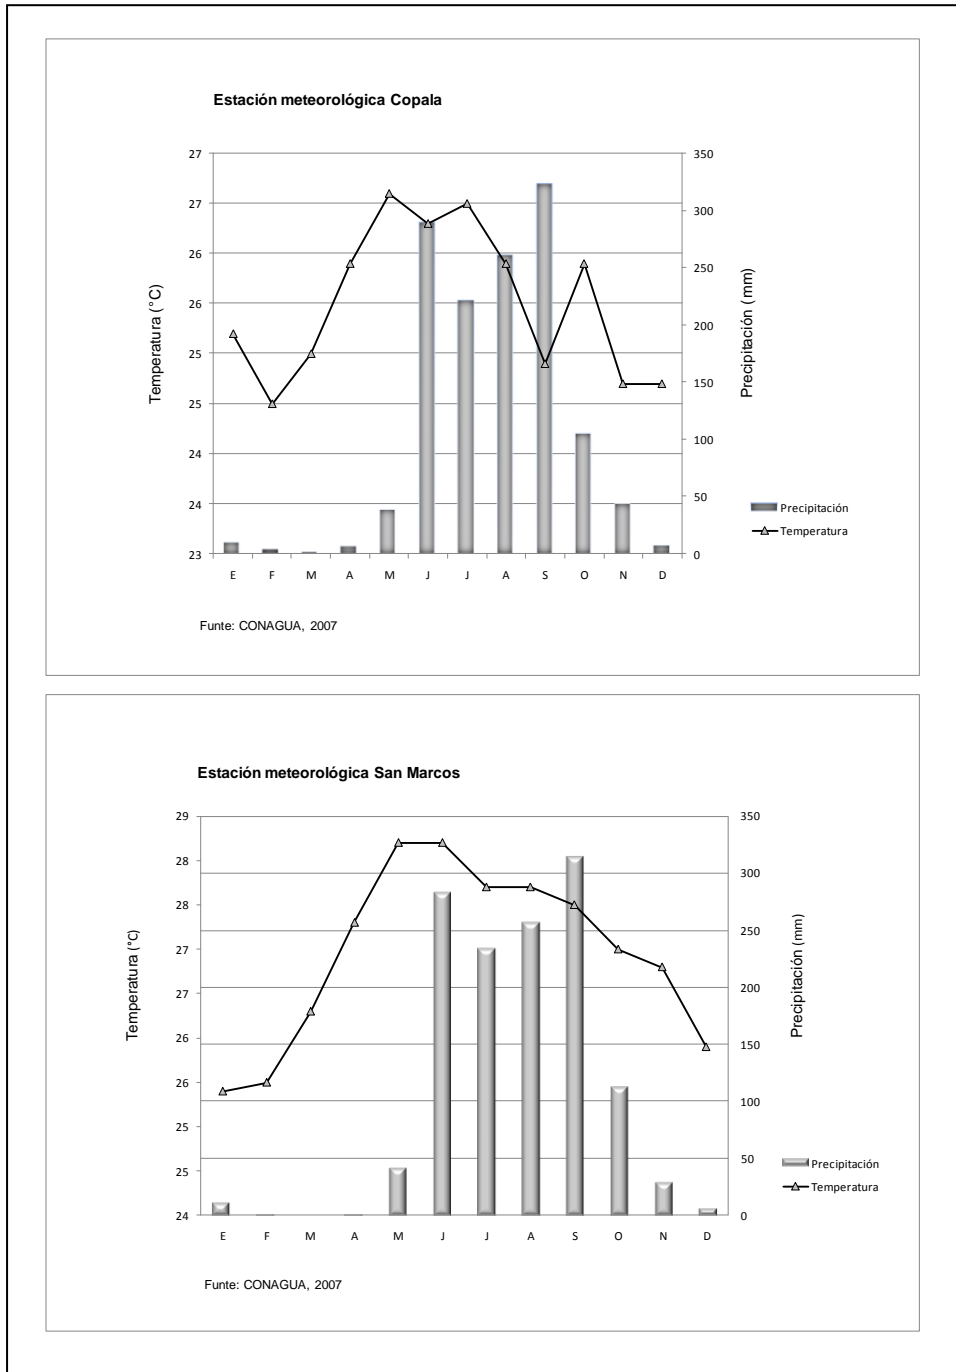 Estación meteorológica Copala
27
27
26
26
25
25
24
24
23
350
300
250
200
150
100
50
0
Temperatura (°C)
Precipitación (mm)
E F M A M J J A S O N D
Precipitación
Temperatura
Funte: CONAGUA, 2007
Estación meteorológica San Marcos
29
28
28
27
27
26
26
25
25
24
350
300
250
200
150
100
50
0
Temperatura (°C)
Precipitación (mm)
E F M A M J J A S O N D
Precipitación
Temperatura
Funte: CONAGUA, 2007